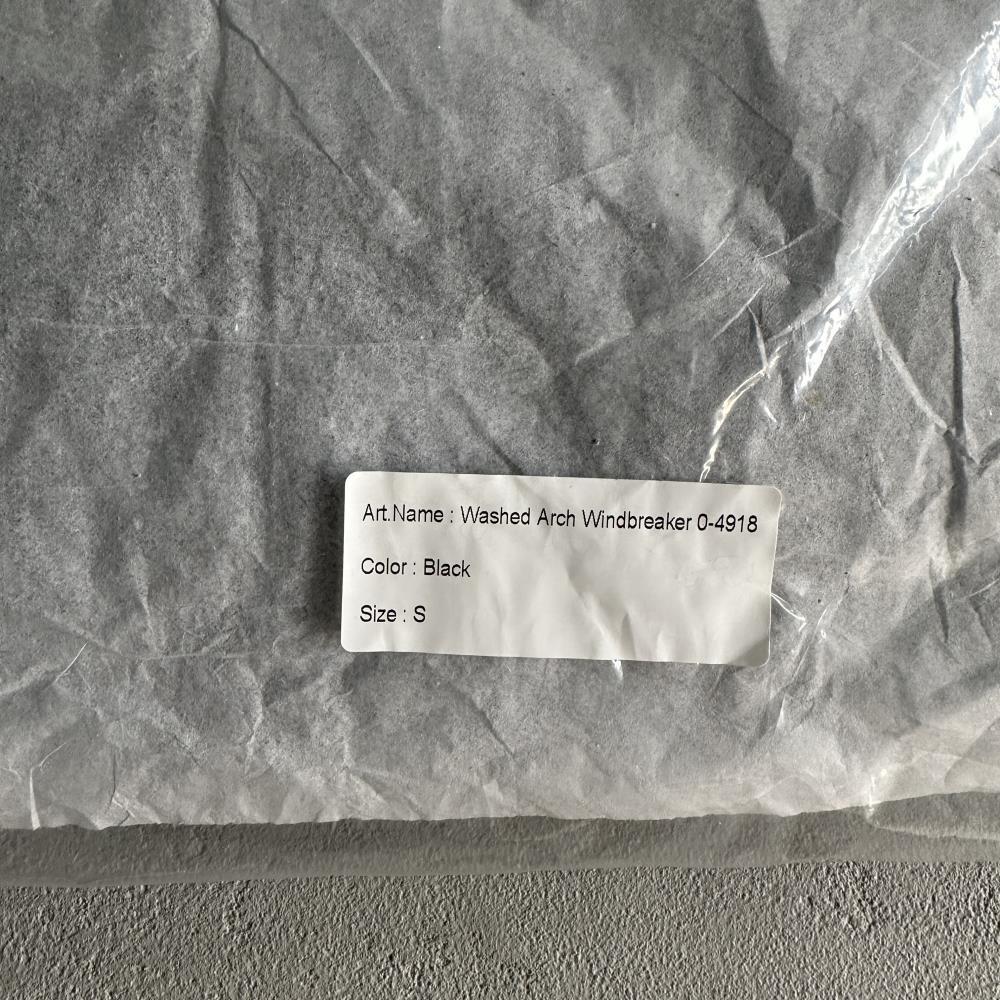 Art.Name : Washed Arch Windbreaker 0-4918
Color : Black
Size : S